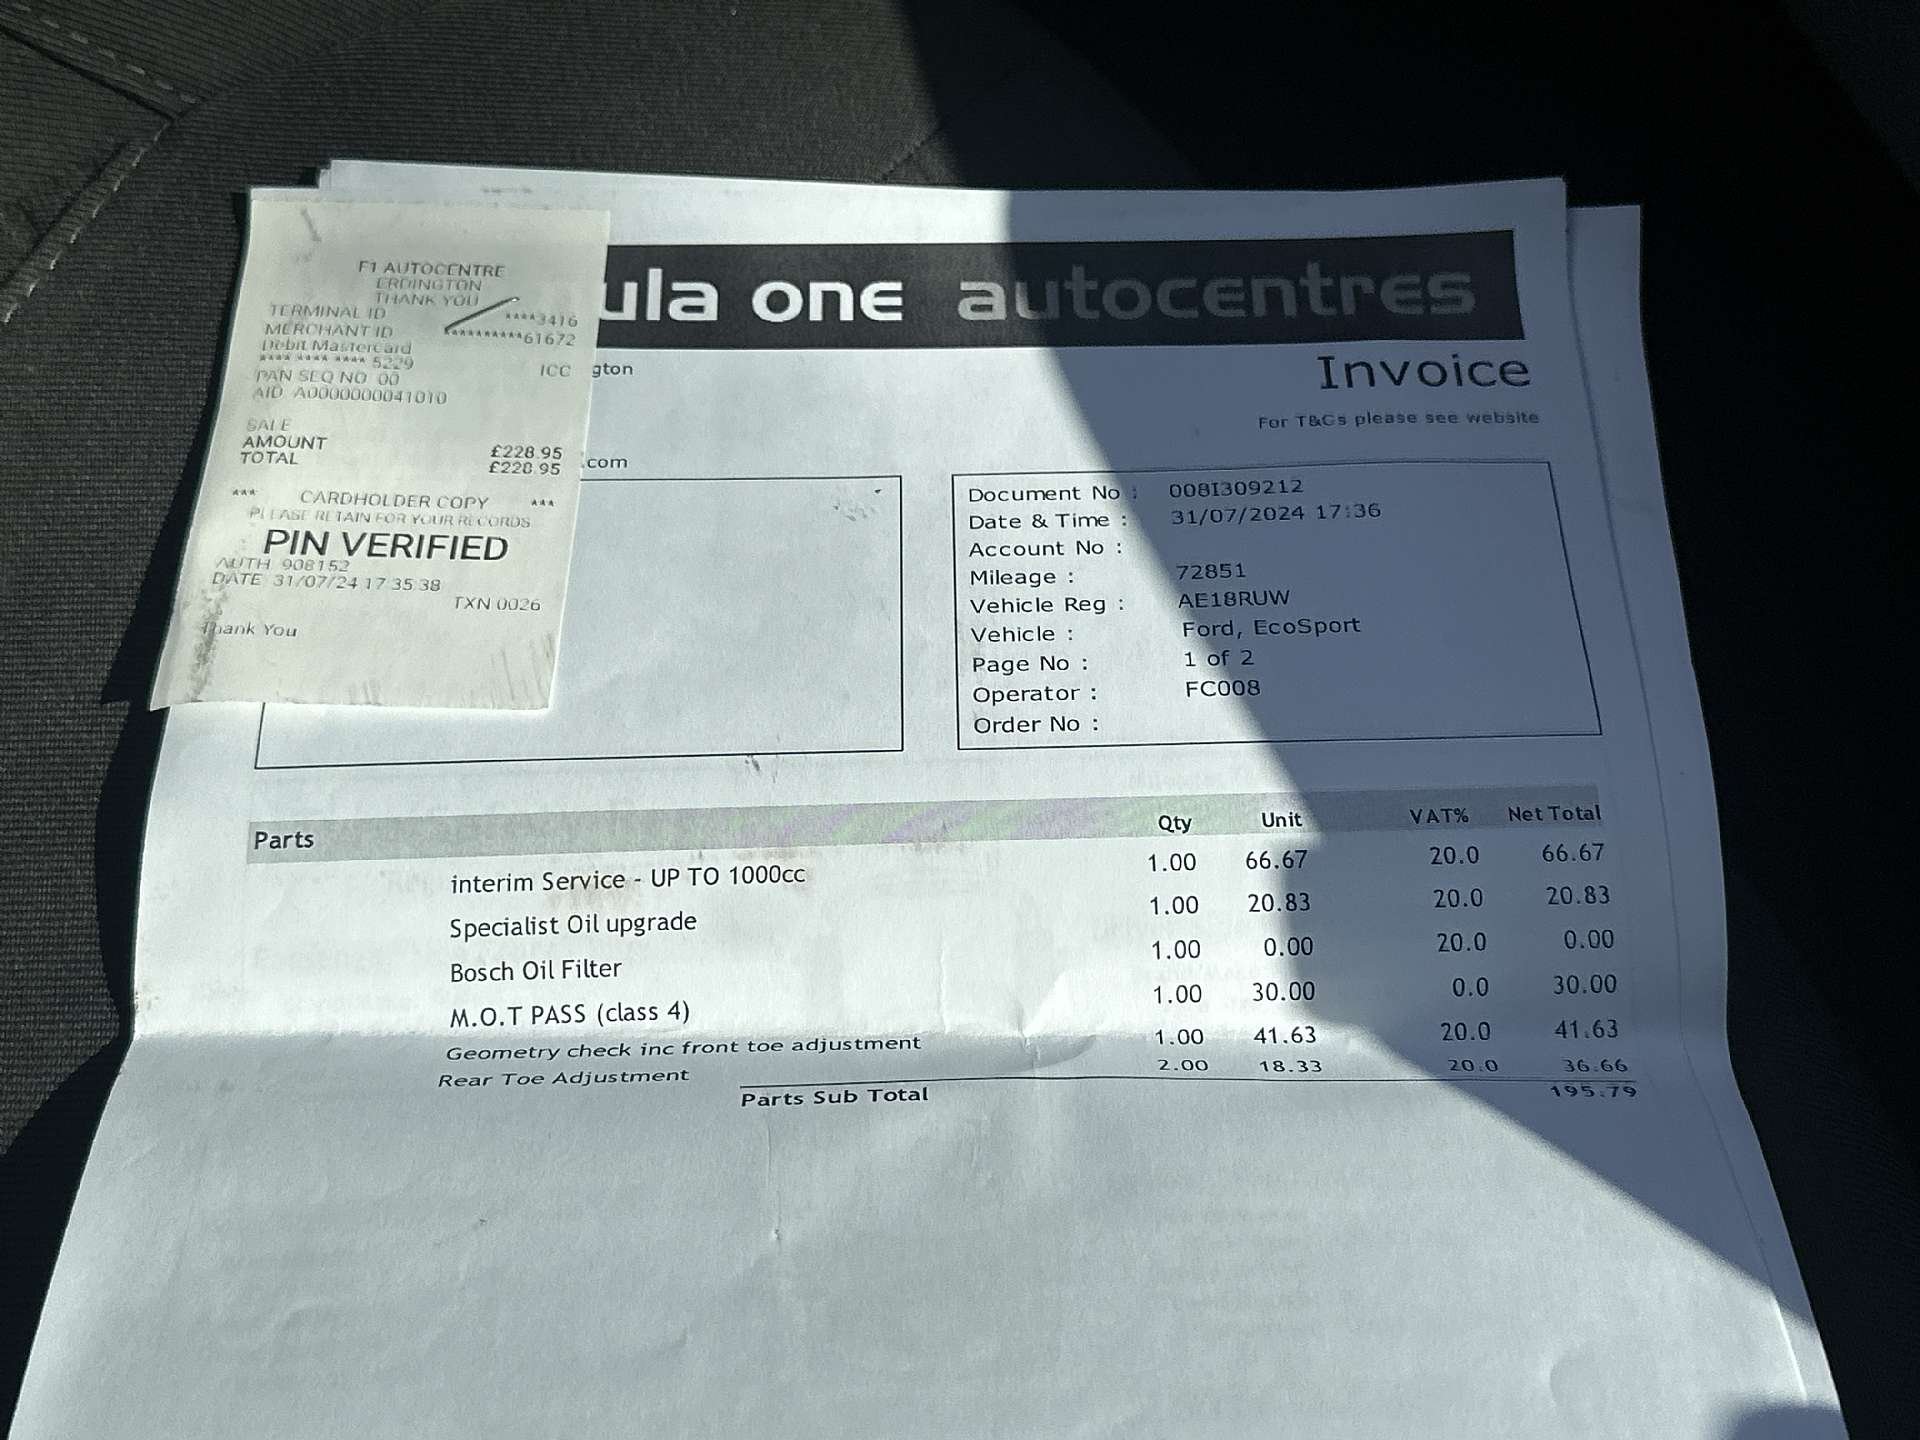 F1 AUTOCENTRE
ERDINGTON
THANK YOU
TERMINAL ID ****3416
MERCHANT ID **********61672
Debit Mastercard
**** **** **** 5229
PAN SEQ NO 00 ICC
AID A0000000041010
SALE
AMOUNT £228.95
TOTAL £228.95
*** CARDHOLDER COPY ***
PLEASE RETAIN FOR YOUR RECORDS
PIN VERIFIED
AUTH 908152
DATE 31/07/24 17:35:38
TXN 0026
Thank You
ula one autocentres
ngton
Invoice
For T&Cs please see website
.com
Document No : 008I309212
Date & Time : 31/07/2024 17:36
Account No :
Mileage : 72851
Vehicle Reg : AE18RUW
Vehicle : Ford, EcoSport
Page No : 1 of 2
Operator : FC008
Order No :
Parts Qty Unit VAT% Net Total
interim Service - UP TO 1000cc 1.00 66.67 20.0 66.67
Specialist Oil upgrade 1.00 20.83 20.0 20.83
Bosch Oil Filter 1.00 0.00 20.0 0.00
M.O.T PASS (class 4) 1.00 30.00 0.0 30.00
Geometry check inc front toe adjustment 1.00 41.63 20.0 41.63
Rear Toe Adjustment 2.00 18.33 20.0 36.66
Parts Sub Total 195.79